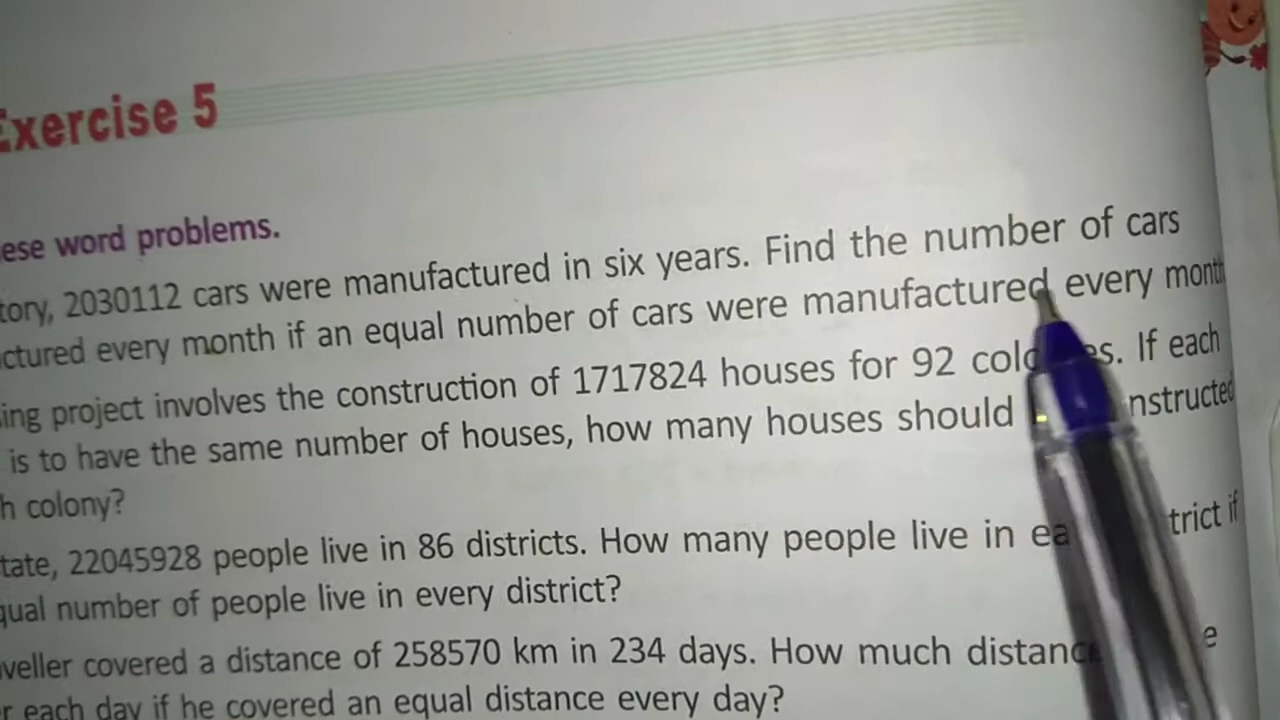 Exercise 5
ese word problems.
tory, 2030112 cars were manufactured in six years. Find the number of cars
ctured every month if an equal number of cars were manufactured every month
ing project involves the construction of 1717824 houses for 92 colonies. If each
is to have the same number of houses, how many houses should constructed
h colony?
tate, 22045928 people live in 86 districts. How many people live in ea trict if
qual number of people live in every district?
veller covered a distance of 258570 km in 234 days. How much distance e
r each day if he covered an equal distance every day?